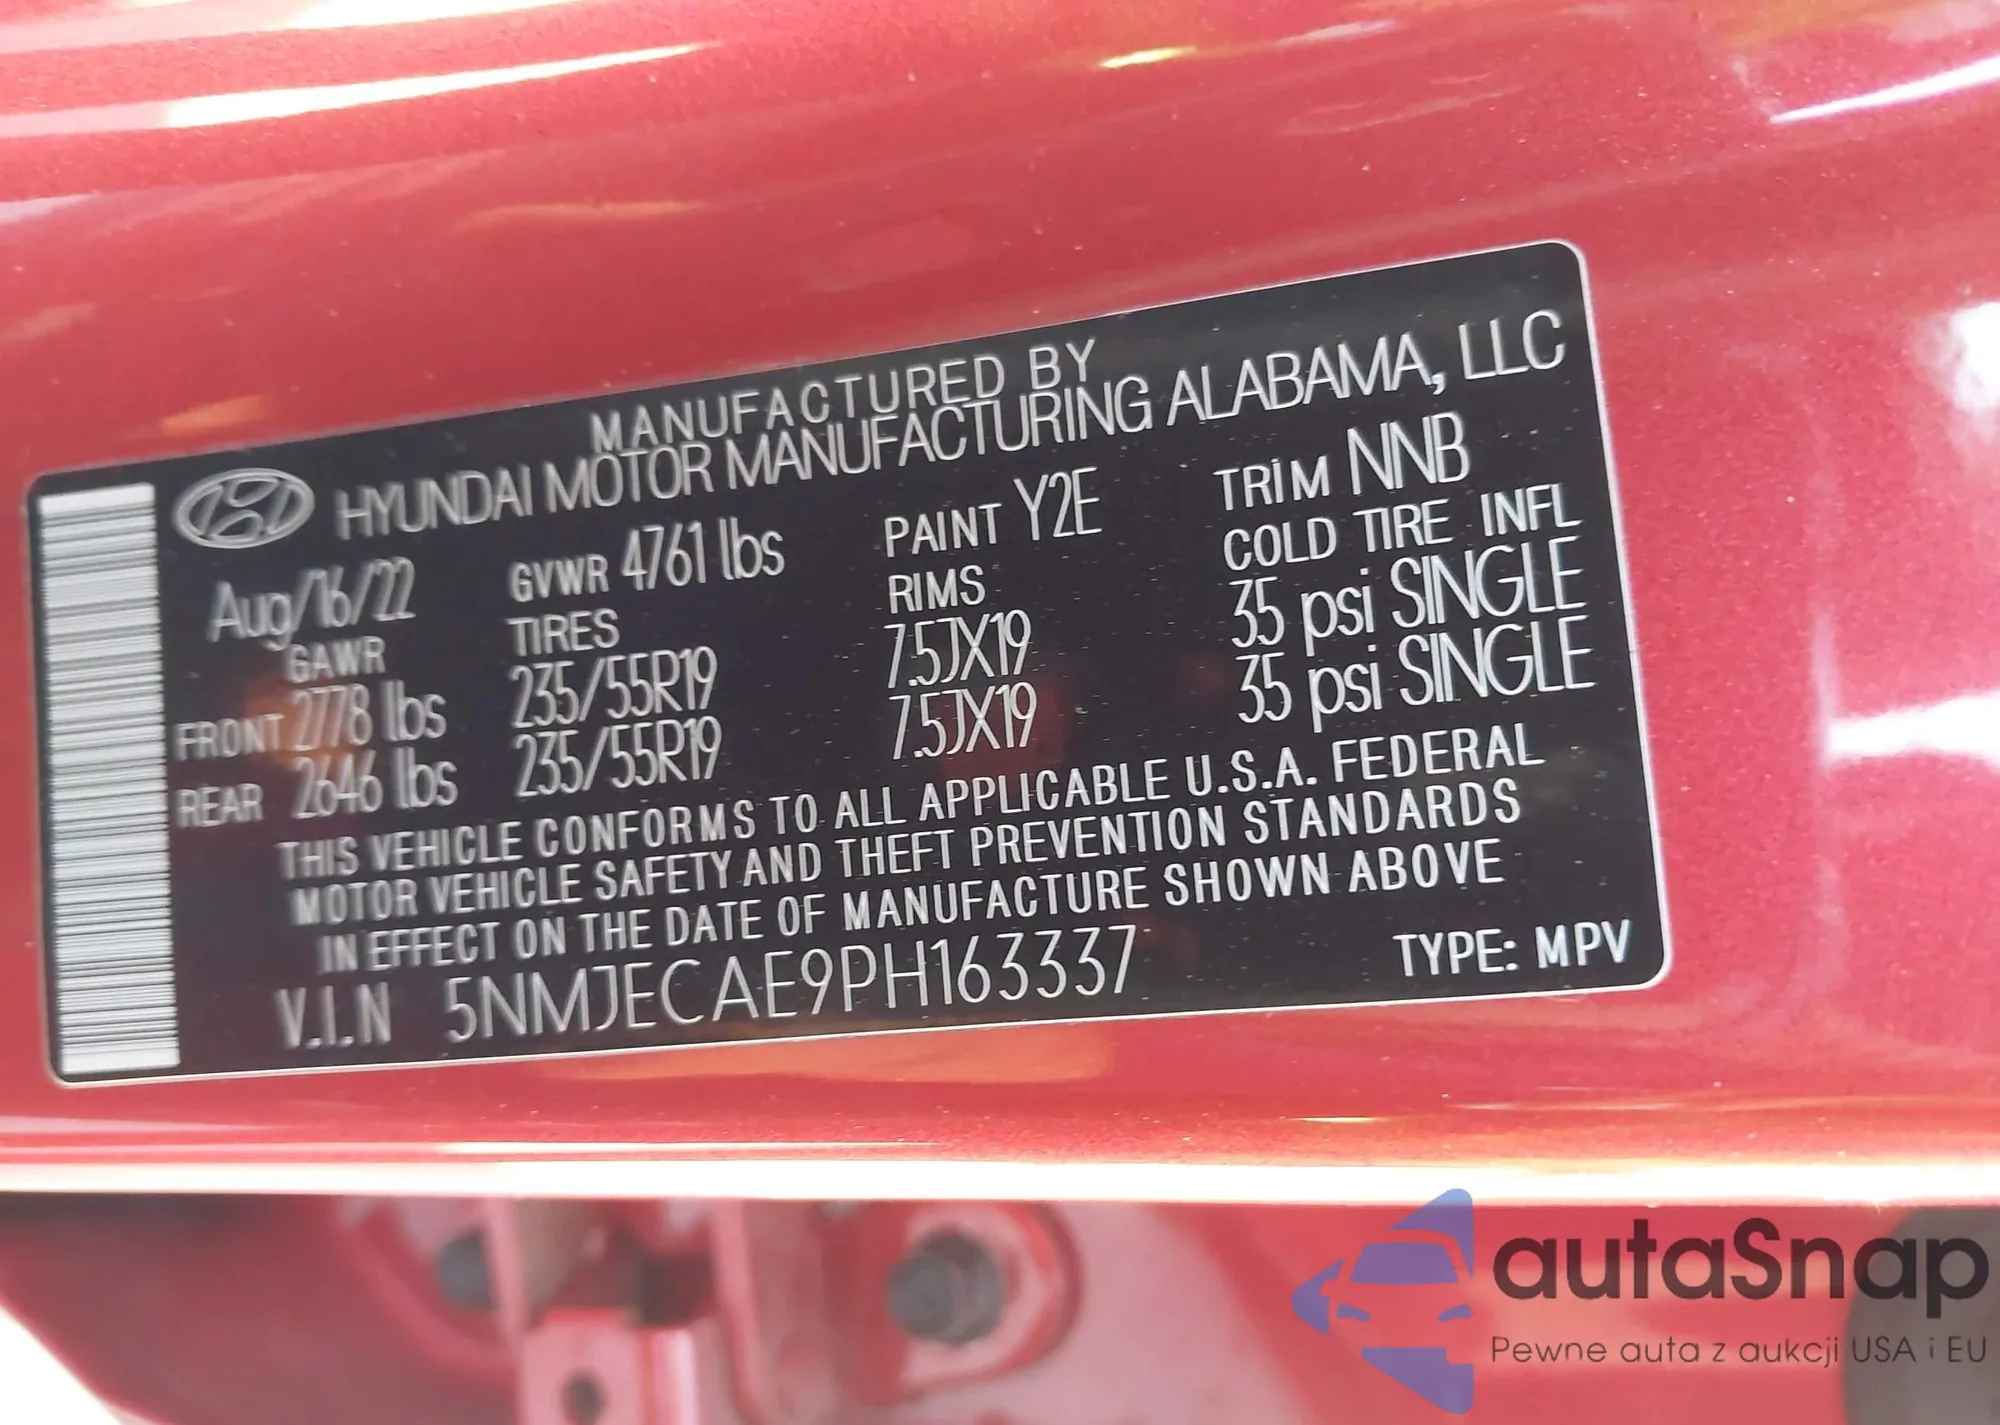 MANUFACTURED BY
HYUNDAI MOTOR MANUFACTURING ALABAMA, LLC
Aug/16/22 GVWR 4761 lbs PAINT Y2E TRIM NNB
GAWR TIRES RIMS COLD TIRE INFL
FRONT 2778 lbs 235/55R19 7.5JX19 35 psi SINGLE
REAR 2646 lbs 235/55R19 7.5JX19 35 psi SINGLE
THIS VEHICLE CONFORMS TO ALL APPLICABLE U.S.A. FEDERAL
MOTOR VEHICLE SAFETY AND THEFT PREVENTION STANDARDS
IN EFFECT ON THE DATE OF MANUFACTURE SHOWN ABOVE
V.I.N 5NMJECAE9PH163337 TYPE: MPV
autaSnap
Pewne auta z aukcji USA i EU